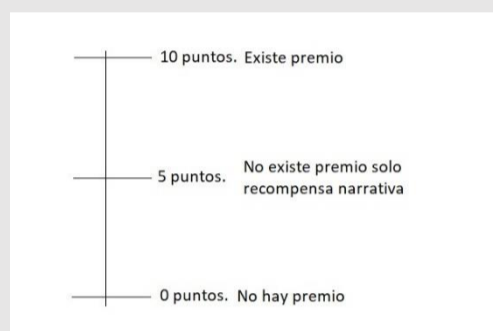 10 puntos. Existe premio
5 puntos. No existe premio solo
recompensa narrativa
0 puntos. No hay premio